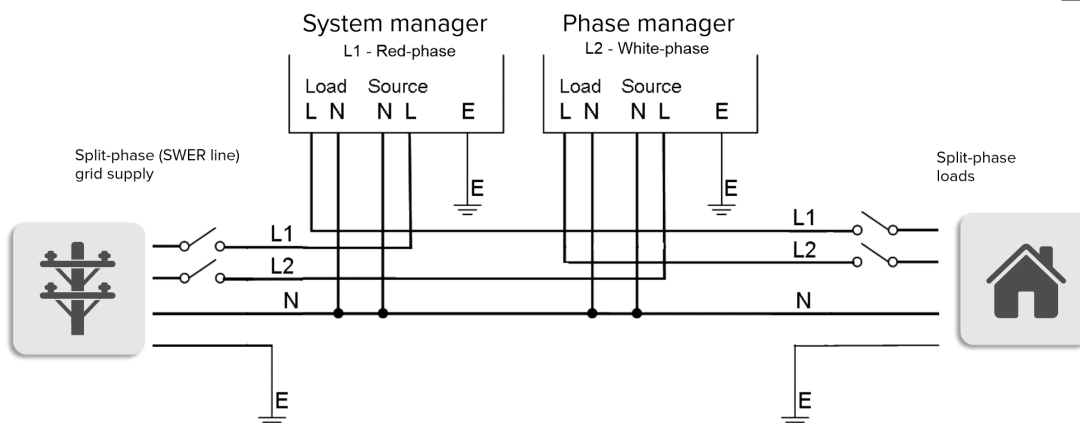 System manager
L1 - Red-phase
Phase manager
L2 - White-phase
Load Source
L N N L E
Load Source
L N N L E
Split-phase (SWER line)
grid supply
Split-phase
loads
E
E
L1
L1
L2
L2
N
N
E
E